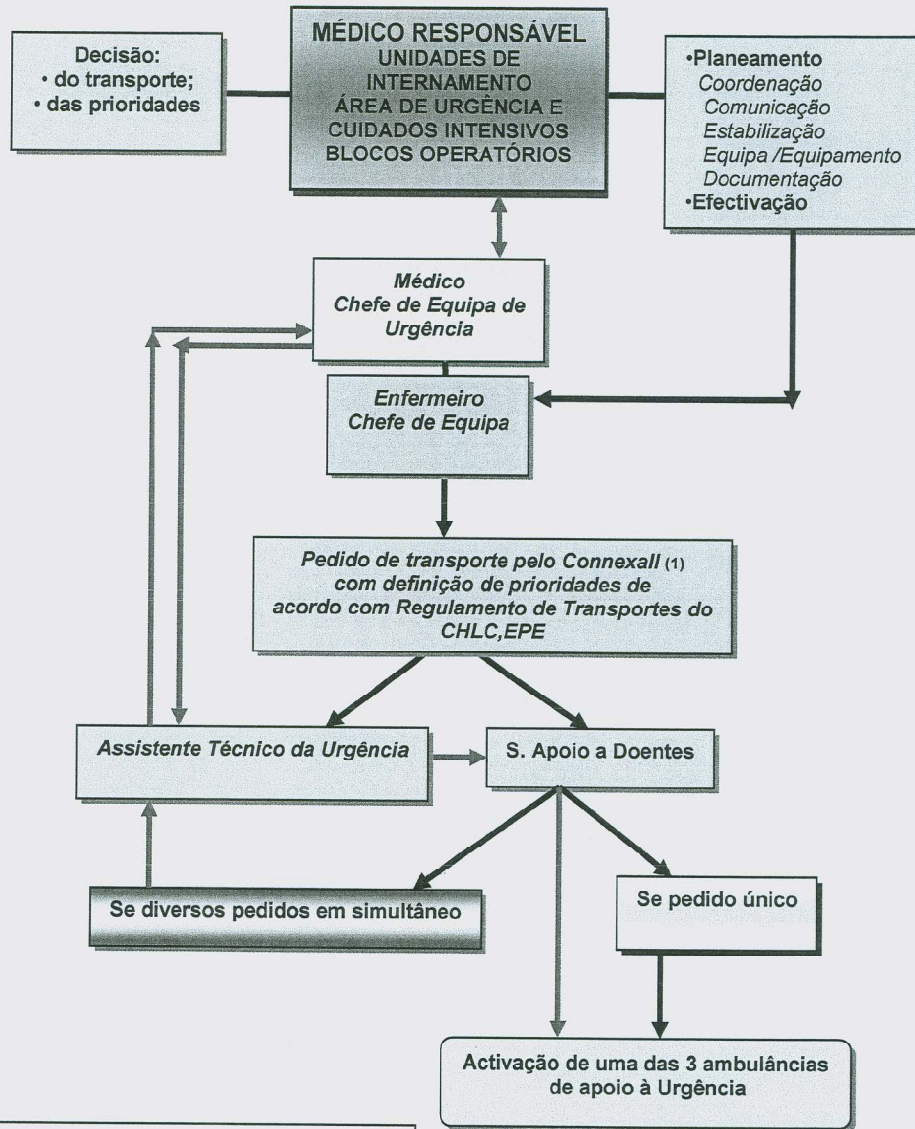 Decisão:
• do transporte;
• das prioridades
MÉDICO RESPONSÁVEL
UNIDADES DE
INTERNAMENTO
ÁREA DE URGÊNCIA E
CUIDADOS INTENSIVOS
BLOCOS OPERATÓRIOS
•Planeamento
Coordenação
Comunicação
Estabilização
Equipa /Equipamento
Documentação
•Efectivação
Médico
Chefe de Equipa de
Urgência
Enfermeiro
Chefe de Equipa
Pedido de transporte pelo Connexall (1)
com definição de prioridades de
acordo com Regulamento de Transportes do
CHLC,EPE
Assistente Técnico da Urgência
S. Apoio a Doentes
Se diversos pedidos em simultâneo
Se pedido único
Activação de uma das 3 ambulâncias
de apoio à Urgência